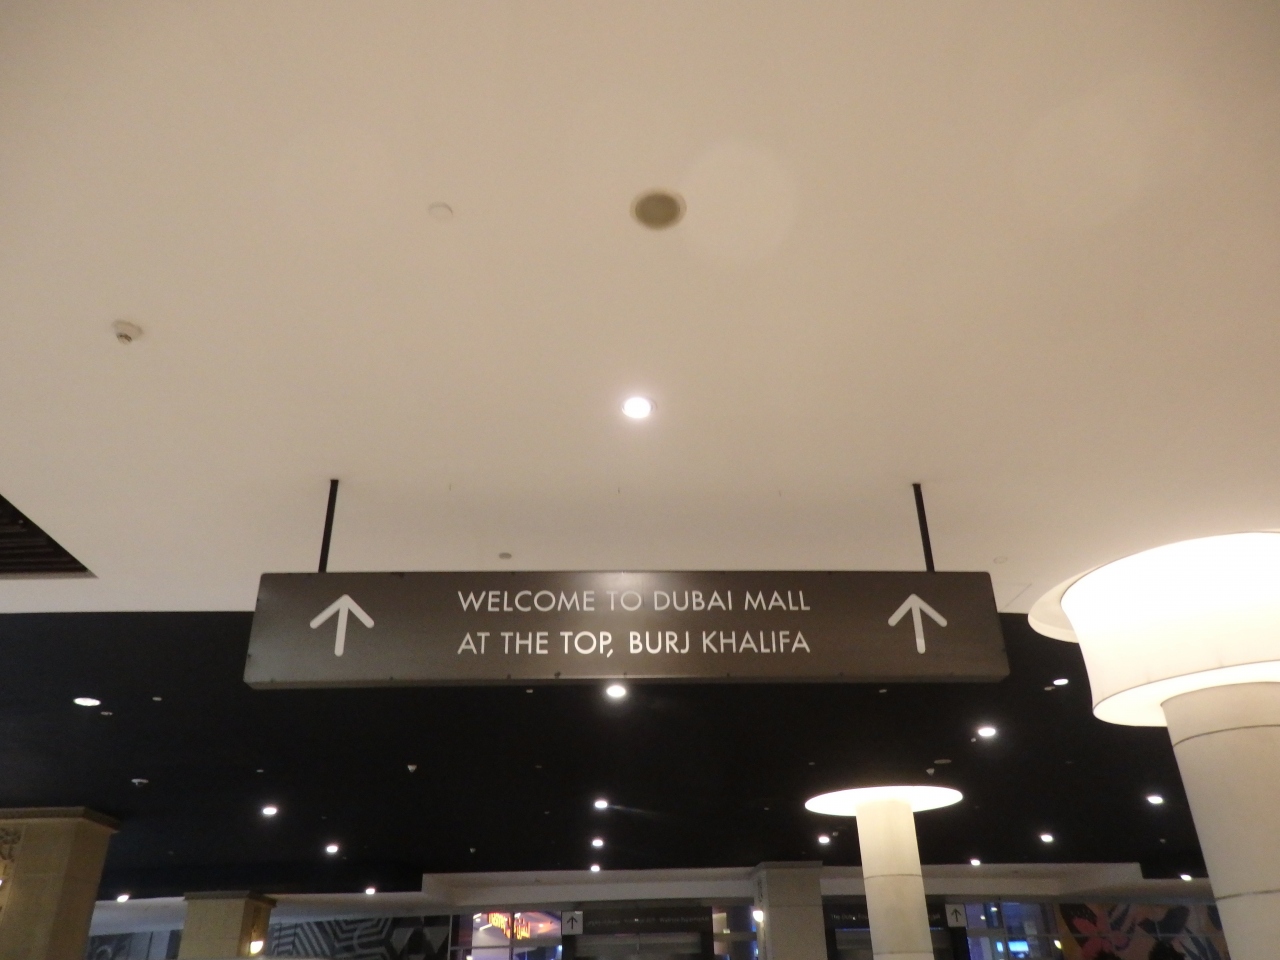 WELCOME TO DUBAI MALL
AT THE TOP, BURJ KHALIFA